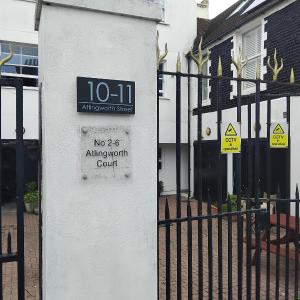 10-11
Atlingworth Street
No 2-6
Atlingworth
Court
CCTV
CCTV